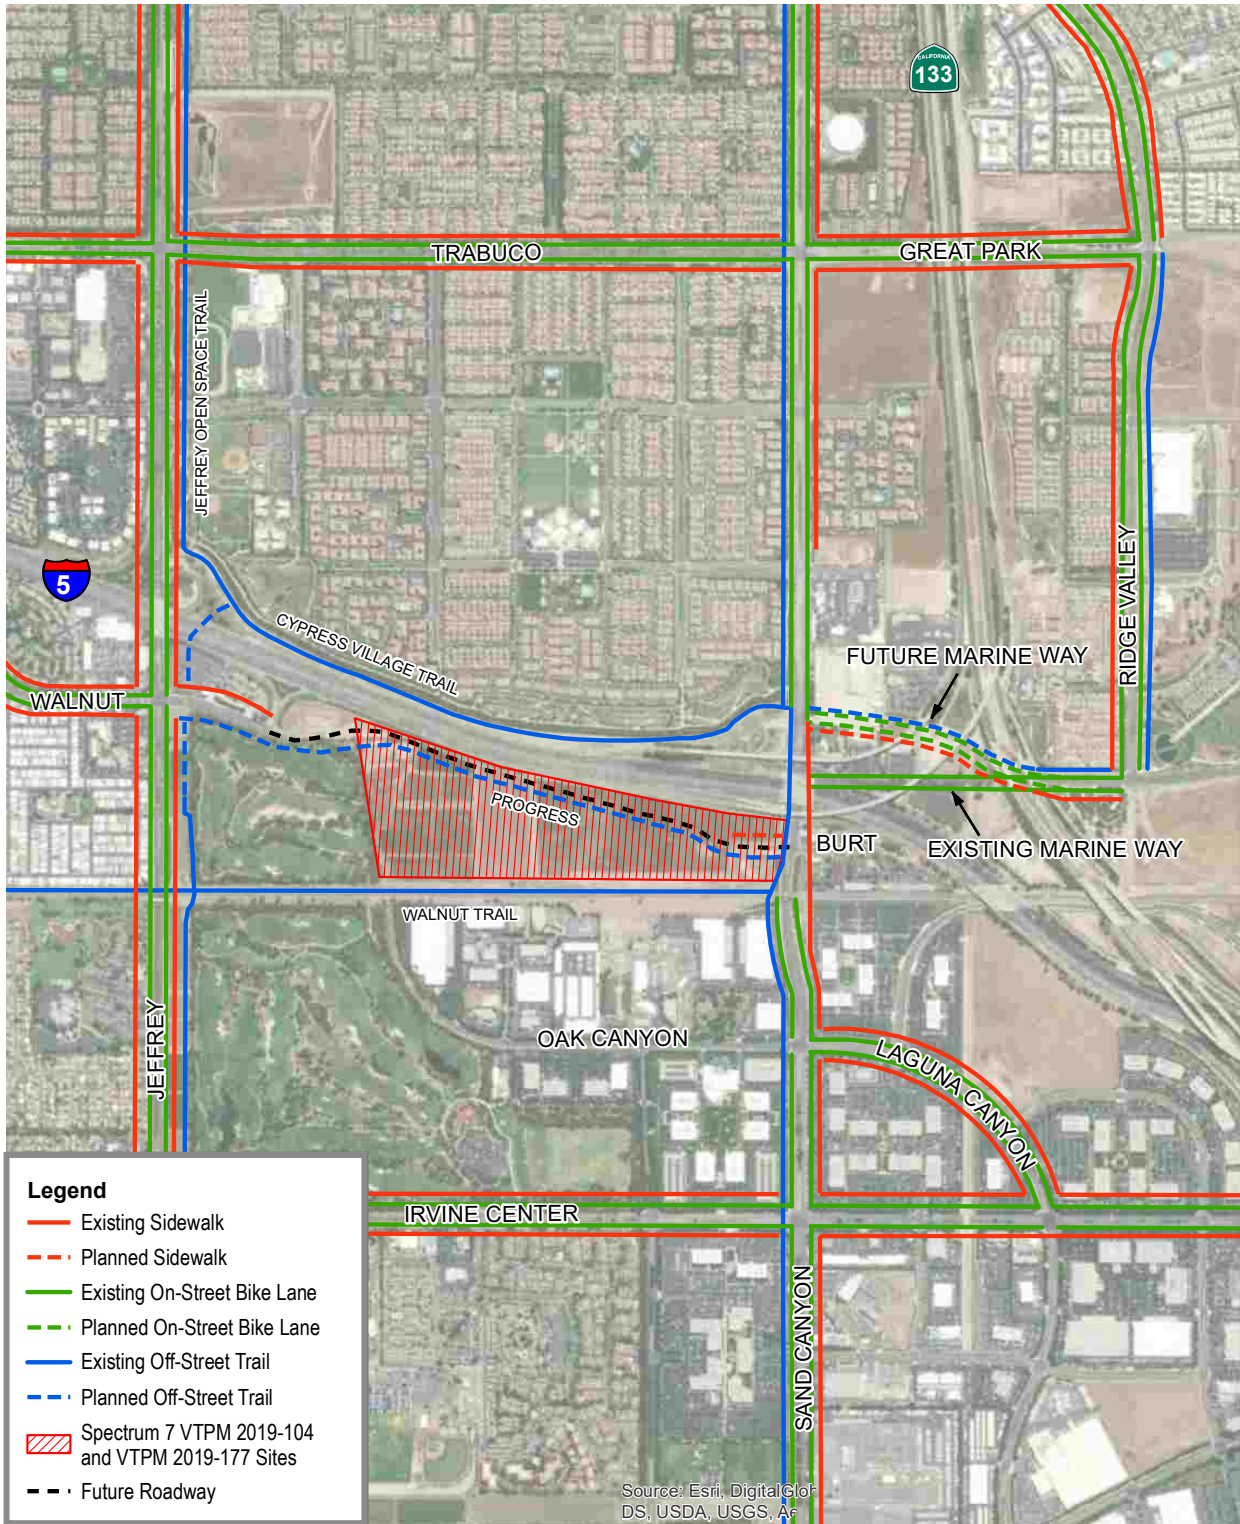 CALIFORNIA
133
TRABUCO
GREAT PARK
JEFFREY OPEN SPACE TRAIL
5
CYPRESS VILLAGE TRAIL
RIDGE VALLEY
FUTURE MARINE WAY
WALNUT
PROGRESS
BURT
EXISTING MARINE WAY
WALNUT TRAIL
OAK CANYON
LAGUNA CANYON
JEFFREY
IRVINE CENTER
SAND CANYON
Legend
Existing Sidewalk
Planned Sidewalk
Existing On-Street Bike Lane
Planned On-Street Bike Lane
Existing Off-Street Trail
Planned Off-Street Trail
Spectrum 7 VTPM 2019-104
and VTPM 2019-177 Sites
Future Roadway
Source: Esri,
DS, USDA, USGS,